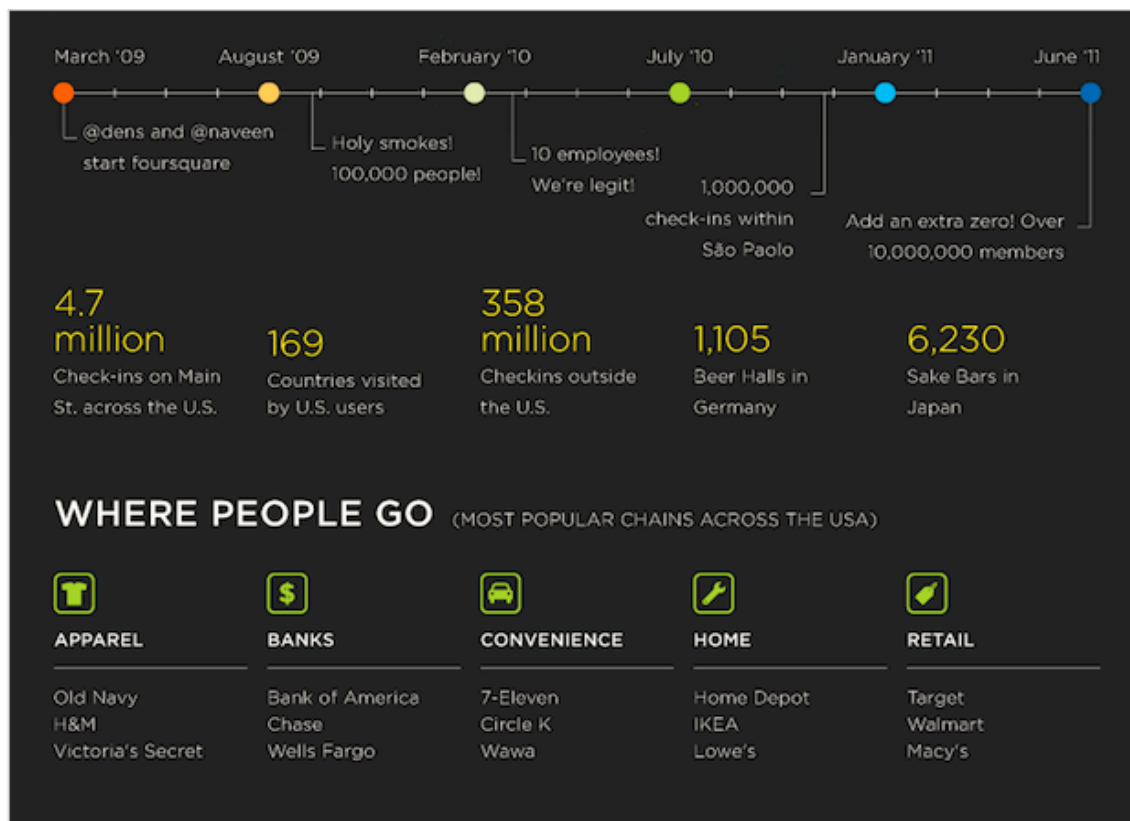 March '09 August '09 February '10 July '10 January '11 June '11
@dens and @naveen
start foursquare
Holy smokes!
100,000 people!
10 employees!
We're legit!
1,000,000
check-ins within
São Paolo
Add an extra zero! Over
10,000,000 members
4.7
million
Check-ins on Main
St. across the U.S.
169
Countries visited
by U.S. users
358
million
Checkins outside
the U.S.
1,105
Beer Halls in
Germany
6,230
Sake Bars in
Japan
WHERE PEOPLE GO (MOST POPULAR CHAINS ACROSS THE USA)
$
APPAREL
Old Navy
H&M
Victoria's Secret
BANKS
Bank of America
Chase
Wells Fargo
CONVENIENCE
7-Eleven
Circle K
Wawa
HOME
Home Depot
IKEA
Lowe's
RETAIL
Target
Walmart
Macy's